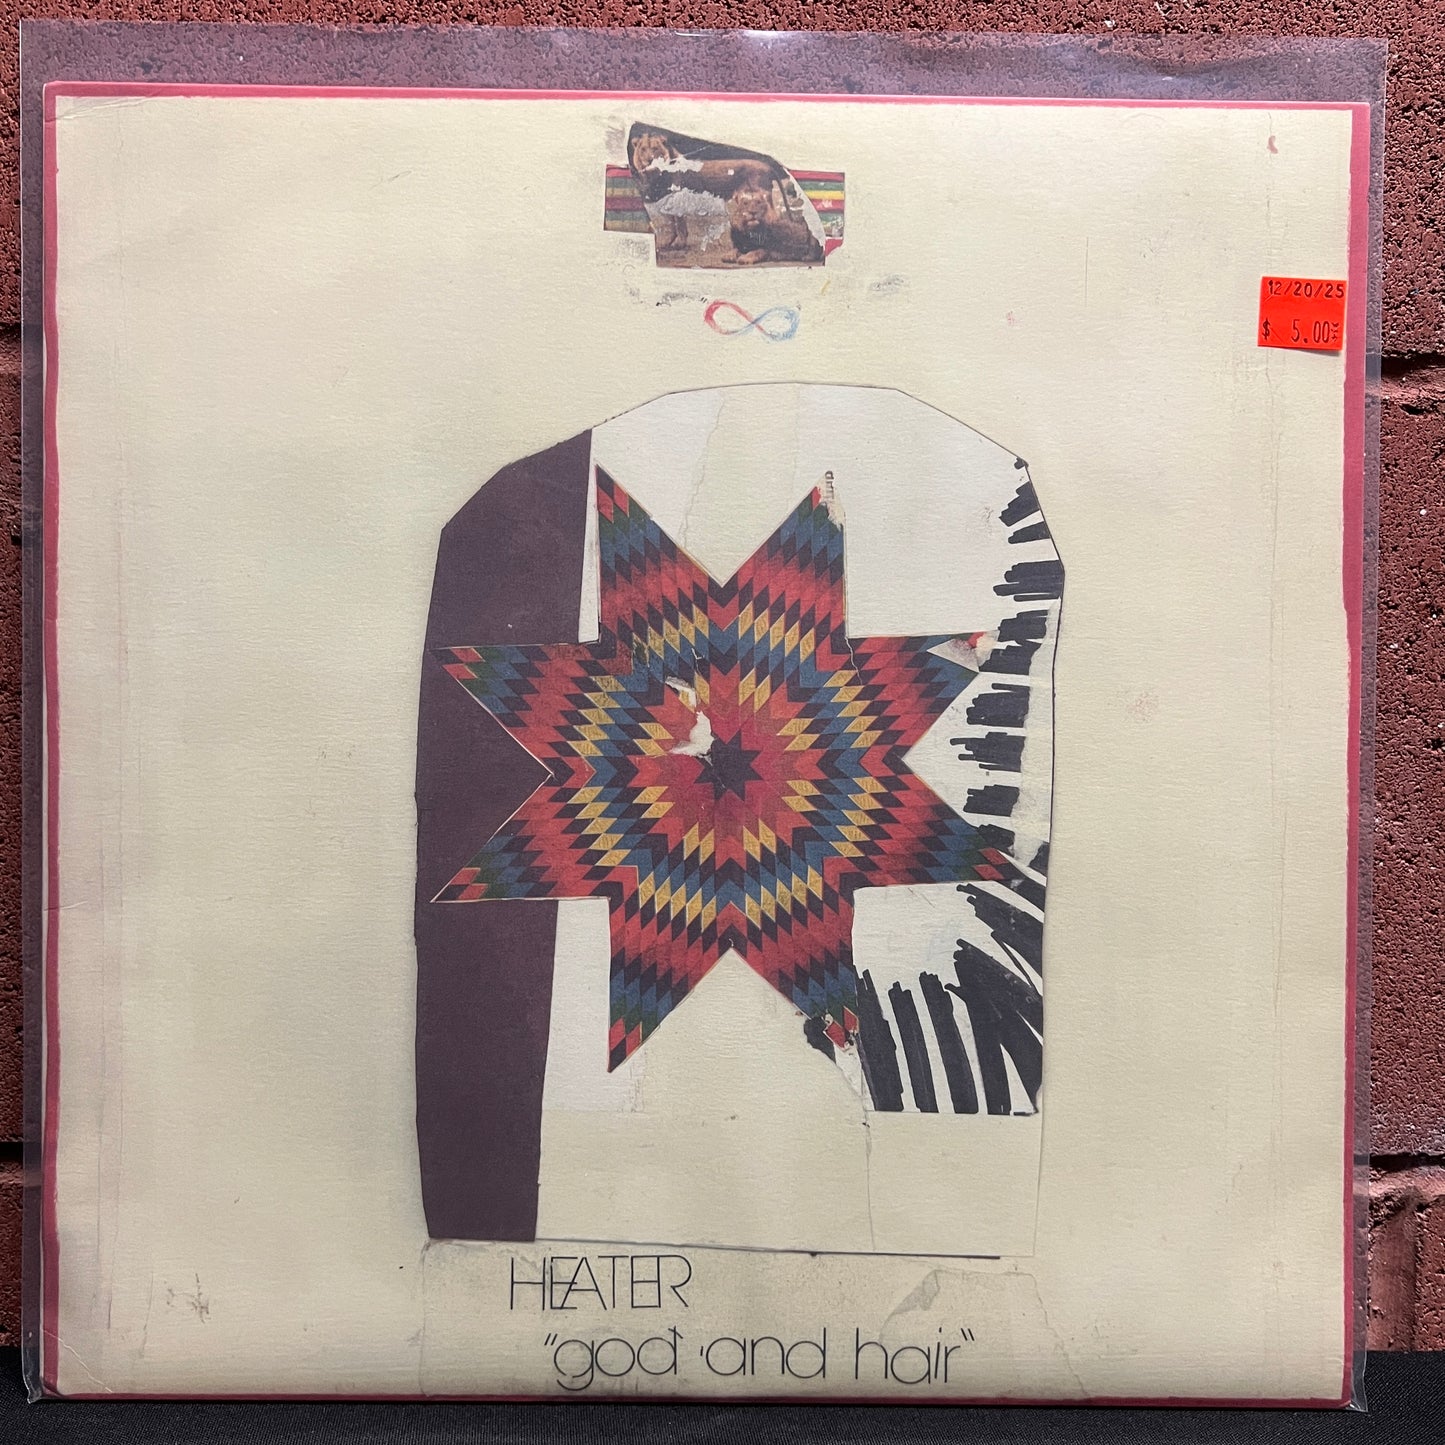 12/20/25
$ 5.00
HEATER
"god and hair"